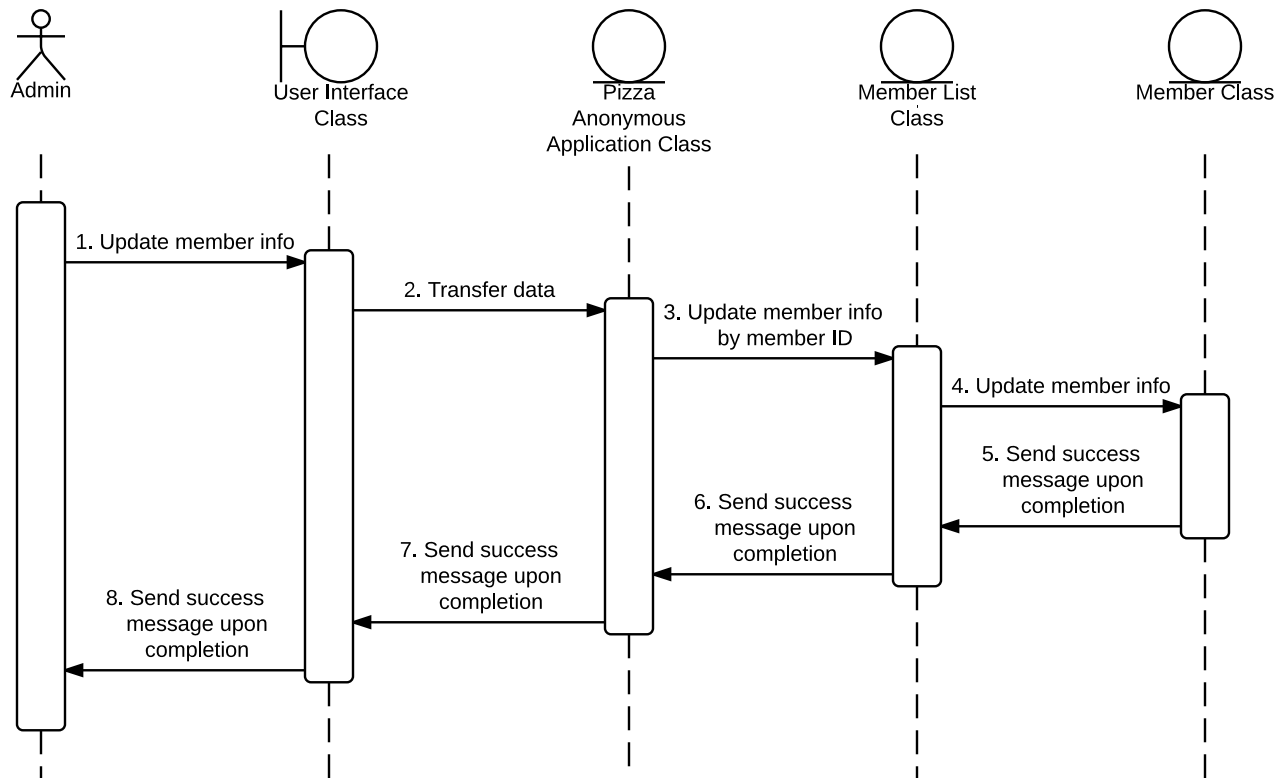 Admin
User Interface
Class
Pizza
Anonymous
Application Class
Member List
Class
Member Class
1. Update member info
2. Transfer data
3. Update member info
by member ID
4. Update member info
5. Send success
message upon
completion
6. Send success
message upon
completion
7. Send success
message upon
completion
8. Send success
message upon
completion